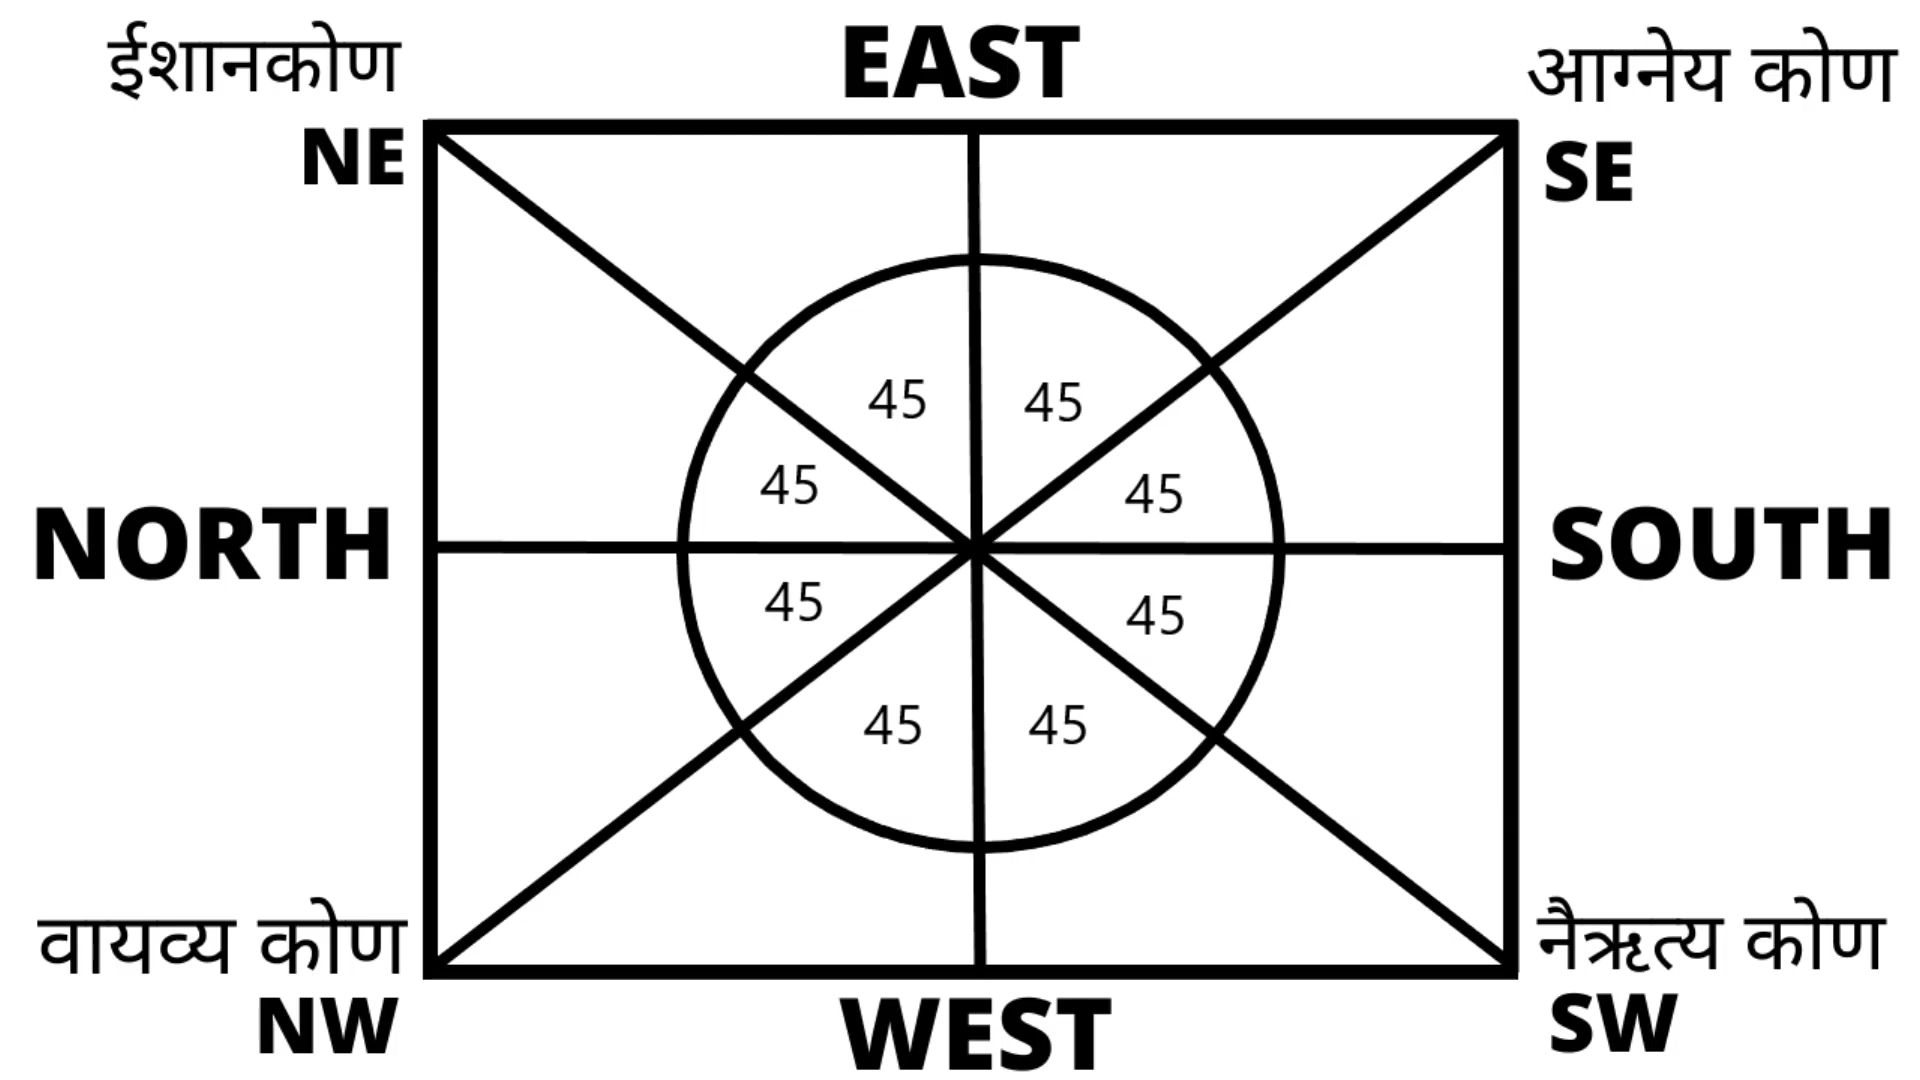 ईशानकोण
EAST
आग्नेय कोण
NE
SE
45
45
45
45
NORTH
SOUTH
45
45
45
45
वायव्य कोण
नैऋत्य कोण
NW
WEST
SW